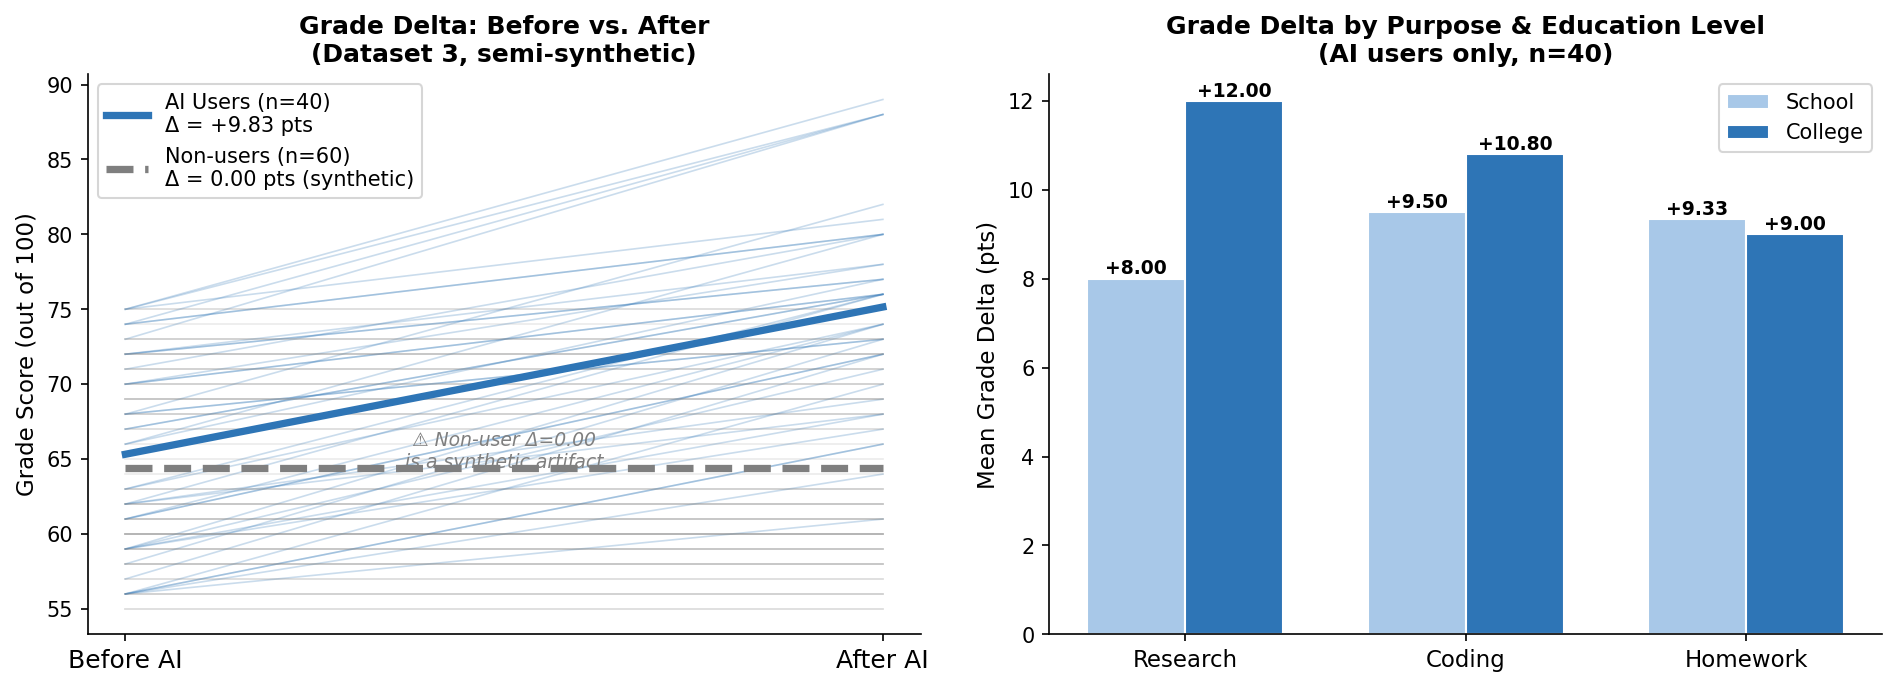 Grade Delta: Before vs. After
(Dataset 3, semi-synthetic)
AI Users (n=40)
Δ = +9.83 pts
Non-users (n=60)
Δ = 0.00 pts (synthetic)
Grade Score (out of 100)
90
85
80
75
70
65
60
55
⚠ Non-user Δ=0.00
is a synthetic artifact
Before AI
After AI
Grade Delta by Purpose & Education Level
(AI users only, n=40)
School
College
Mean Grade Delta (pts)
12
10
8
6
4
2
0
+8.00
+12.00
+9.50
+10.80
+9.33
+9.00
Research
Coding
Homework